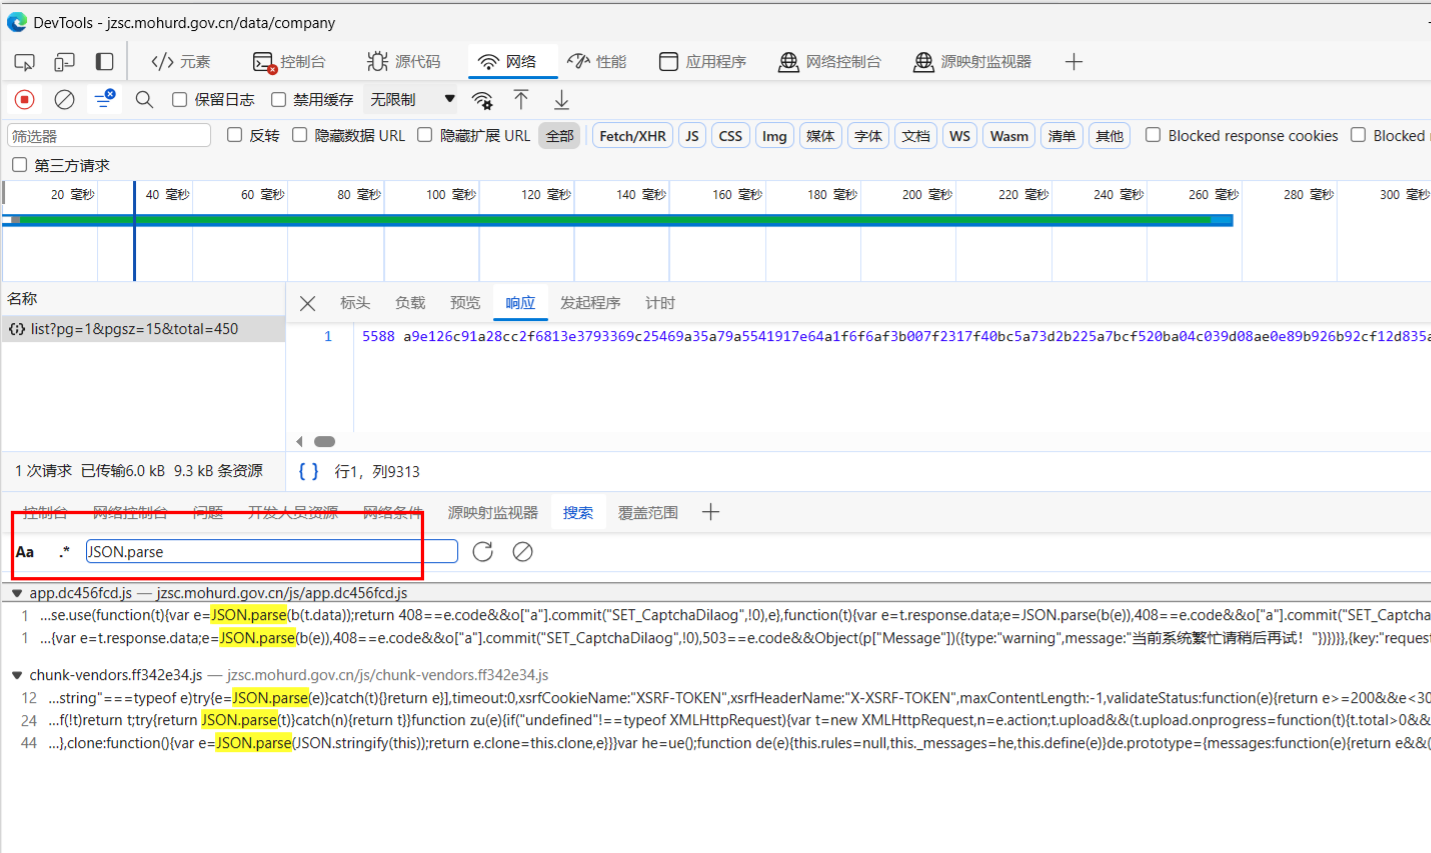 DevTools - jzsc.mohurd.gov.cn/data/company
元素 控制台 源代码 网络 性能 应用程序 网络控制台 源映射监视器
保留日志 禁用缓存 无限制
筛选器 反转 隐藏数据 URL 隐藏扩展 URL 全部 Fetch/XHR JS CSS Img 媒体 字体 文档 WS Wasm 清单 其他 Blocked response cookies Blocked
第三方请求
20 毫秒 40 毫秒 60 毫秒 80 毫秒 100 毫秒 120 毫秒 140 毫秒 160 毫秒 180 毫秒 200 毫秒 220 毫秒 240 毫秒 260 毫秒 280 毫秒 300 毫秒
名称
标头 负载 预览 响应 发起程序 计时
list?pg=1&pgsz=15&total=450
1 5588 a9e126c91a28cc2f6813e3793369c25469a35a79a5541917e64a1f6f6af3b007f2317f40bc5a73d2b225a7bcf520ba04c039d08ae0e89b926b92cf12d835a
1 次请求 已传输6.0 kB 9.3 kB 条资源
{ } 行1，列9313
控制台 网络控制台 问题 开发人员资源 网络条件 源映射监视器 搜索 覆盖范围
Aa .* JSON.parse
app.dc456fcd.js — jzsc.mohurd.gov.cn/js/app.dc456fcd.js
1 ...se.use(function(t){var e=JSON.parse(b(t.data));return 408==e.code&&o["a"].commit("SET_CaptchaDilaog",!0),e},function(t){var e=t.response.data;e=JSON.parse(b(e)),408==e.code&&o["a"].commit("SET_Captcha
1 ...{var e=t.response.data;e=JSON.parse(b(e)),408==e.code&&o["a"].commit("SET_CaptchaDilaog",!0),503==e.code&&Object(p["Message"])({type:"warning",message:"当前系统繁忙请稍后再试！"})}}}},{key:"request
chunk-vendors.ff342e34.js — jzsc.mohurd.gov.cn/js/chunk-vendors.ff342e34.js
12 ...string"===typeof e)try{e=JSON.parse(e)}catch(t){}return e}],timeout:0,xsrfCookieName:"XSRF-TOKEN",xsrfHeaderName:"X-XSRF-TOKEN",maxContentLength:-1,validateStatus:function(e){return e>=200&&e<30
24 ...f(!t)return t;try{return JSON.parse(t)}catch(n){return t}}function zu(e){if("undefined"!==typeof XMLHttpRequest){var t=new XMLHttpRequest,n=e.action;t.upload&&(t.upload.onprogress=function(t){t.total>0&&
44 ...},clone:function(){var e=JSON.parse(JSON.stringify(this));return e.clone=this.clone,e}}}var he=ue();function de(e){this.rules=null,this._messages=he,this.define(e)}de.prototype={messages:function(e){return e&&(